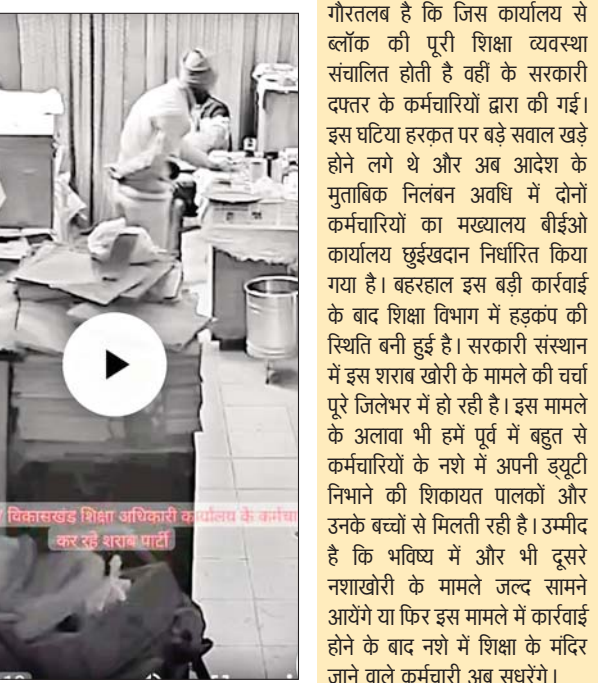 विकासखंड शिक्षा अधिकारी कार्यालय के कर्मचा
कर रहे शराब पार्टी
गौरतलब है कि जिस कार्यालय से
ब्लॉक की पूरी शिक्षा व्यवस्था
संचालित होती है वहीं के सरकारी
दफ्तर के कर्मचारियों द्वारा की गई।
इस घटिया हरक़त पर बड़े सवाल खड़े
होने लगे थे और अब आदेश के
मुताबिक निलंबन अवधि में दोनों
कर्मचारियों का मख्यालय बीईओ
कार्यालय छुईखदान निर्धारित किया
गया है। बहरहाल इस बड़ी कार्रवाई
के बाद शिक्षा विभाग में हड़कंप की
स्थिति बनी हुई है। सरकारी संस्थान
में इस शराब खोरी के मामले की चर्चा
पूरे जिलेभर में हो रही है। इस मामले
के अलावा भी हमें पूर्व में बहुत से
कर्मचारियों के नशे में अपनी ड्यूटी
निभाने की शिकायत पालकों और
उनके बच्चों से मिलती रही है। उम्मीद
है कि भविष्य में और भी दूसरे
नशाखोरी के मामले जल्द सामने
आयेंगे या फिर इस मामले में कार्रवाई
होने के बाद नशे में शिक्षा के मंदिर
जाने वाले कर्मचारी अब सुधरेंगे।